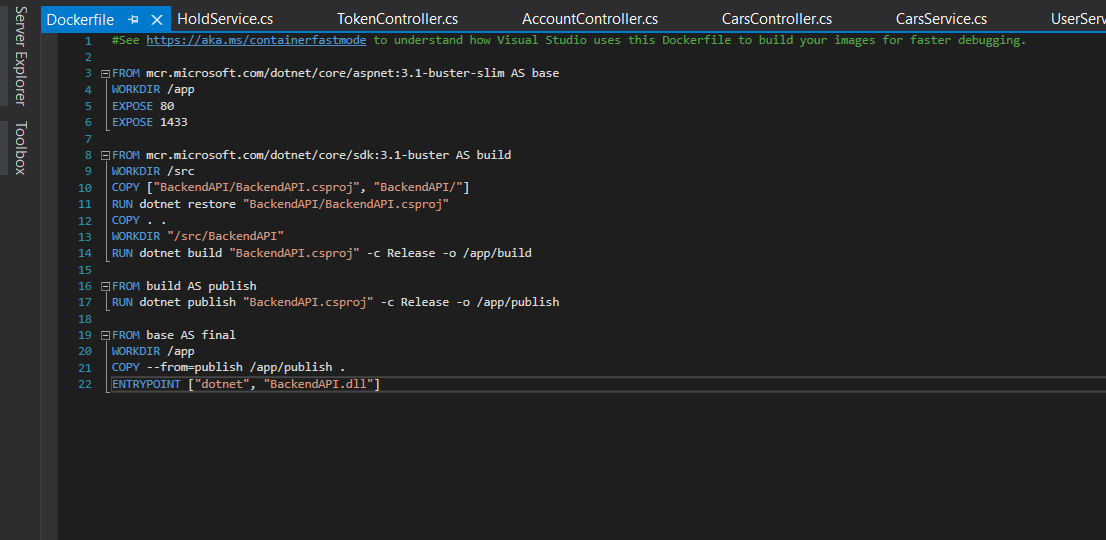 Server Explorer
Toolbox
Dockerfile HoldService.cs TokenController.cs AccountController.cs CarsController.cs CarsService.cs UserServ
1 #See https://aka.ms/containerfastmode to understand how Visual Studio uses this Dockerfile to build your images for faster debugging.
2
3 FROM mcr.microsoft.com/dotnet/core/aspnet:3.1-buster-slim AS base
4 WORKDIR /app
5 EXPOSE 80
6 EXPOSE 1433
7
8 FROM mcr.microsoft.com/dotnet/core/sdk:3.1-buster AS build
9 WORKDIR /src
10 COPY ["BackendAPI/BackendAPI.csproj", "BackendAPI/"]
11 RUN dotnet restore "BackendAPI/BackendAPI.csproj"
12 COPY . .
13 WORKDIR "/src/BackendAPI"
14 RUN dotnet build "BackendAPI.csproj" -c Release -o /app/build
15
16 FROM build AS publish
17 RUN dotnet publish "BackendAPI.csproj" -c Release -o /app/publish
18
19 FROM base AS final
20 WORKDIR /app
21 COPY --from=publish /app/publish .
22 ENTRYPOINT ["dotnet", "BackendAPI.dll"]